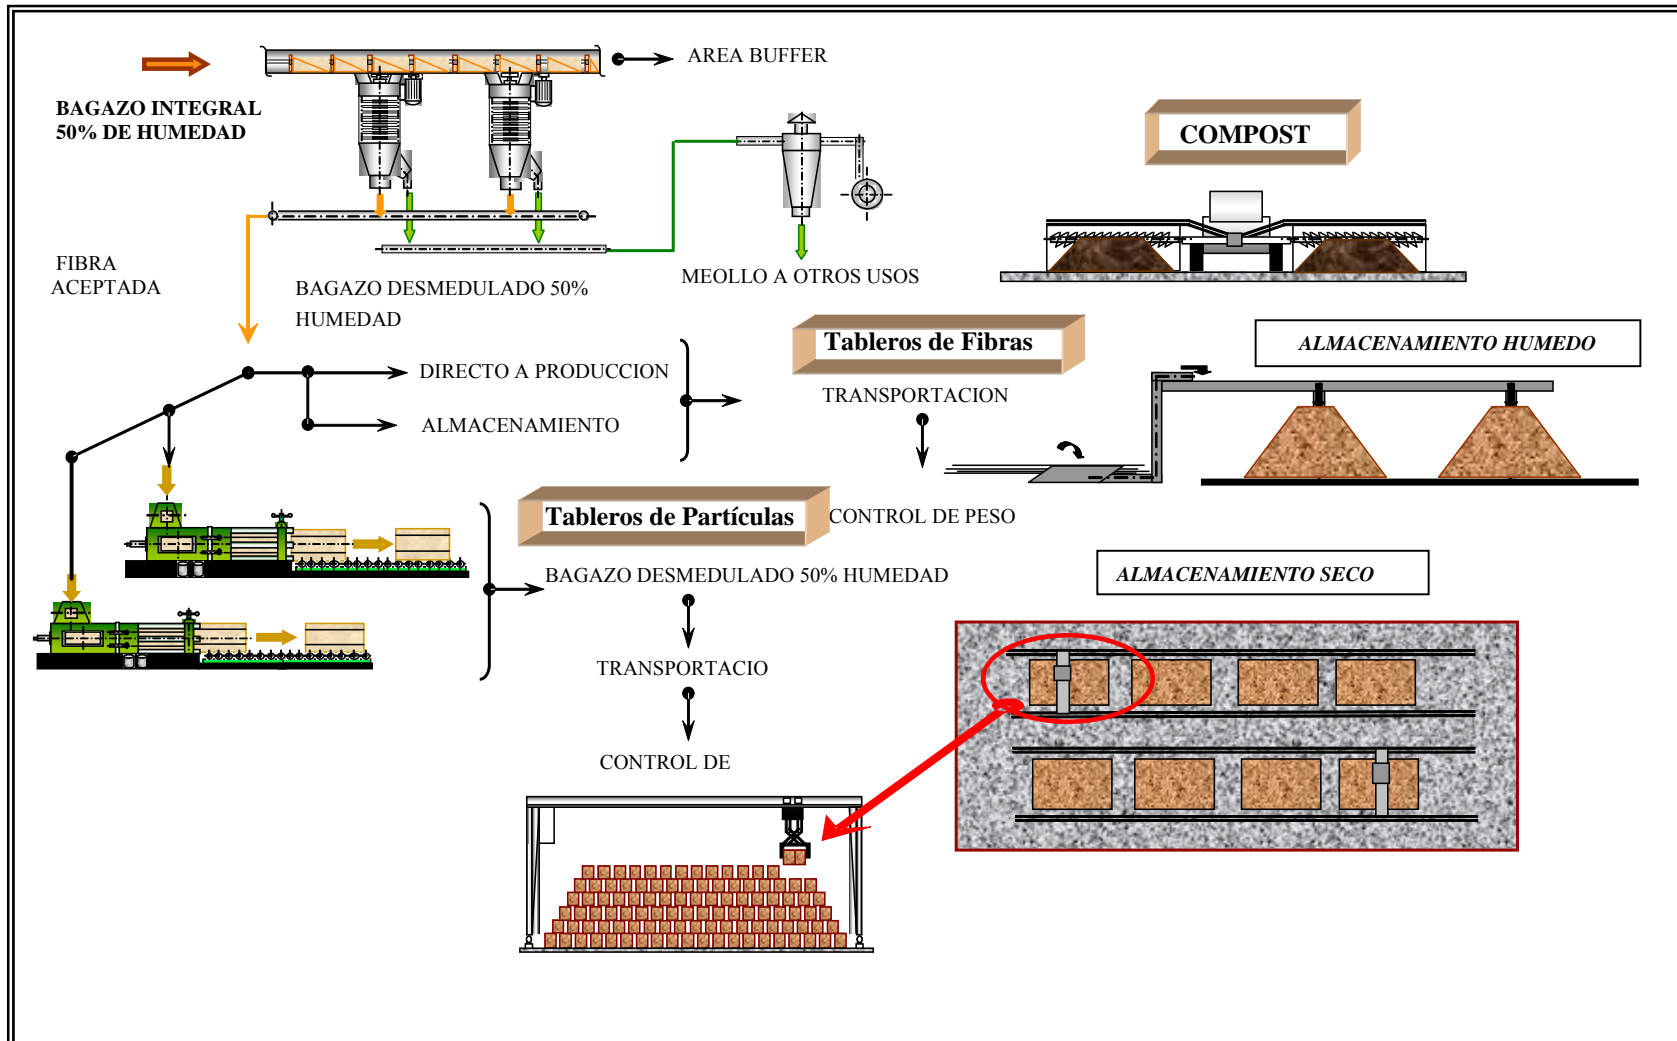 AREA BUFFER
BAGAZO INTEGRAL
50% DE HUMEDAD
COMPOST
FIBRA
ACEPTADA
BAGAZO DESMEDULADO 50%
HUMEDAD
MEOLLO A OTROS USOS
Tableros de Fibras
ALMACENAMIENTO HUMEDO
DIRECTO A PRODUCCION
TRANSPORTACION
ALMACENAMIENTO
Tableros de Partículas
CONTROL DE PESO
BAGAZO DESMEDULADO 50% HUMEDAD
ALMACENAMIENTO SECO
TRANSPORTACIO
CONTROL DE